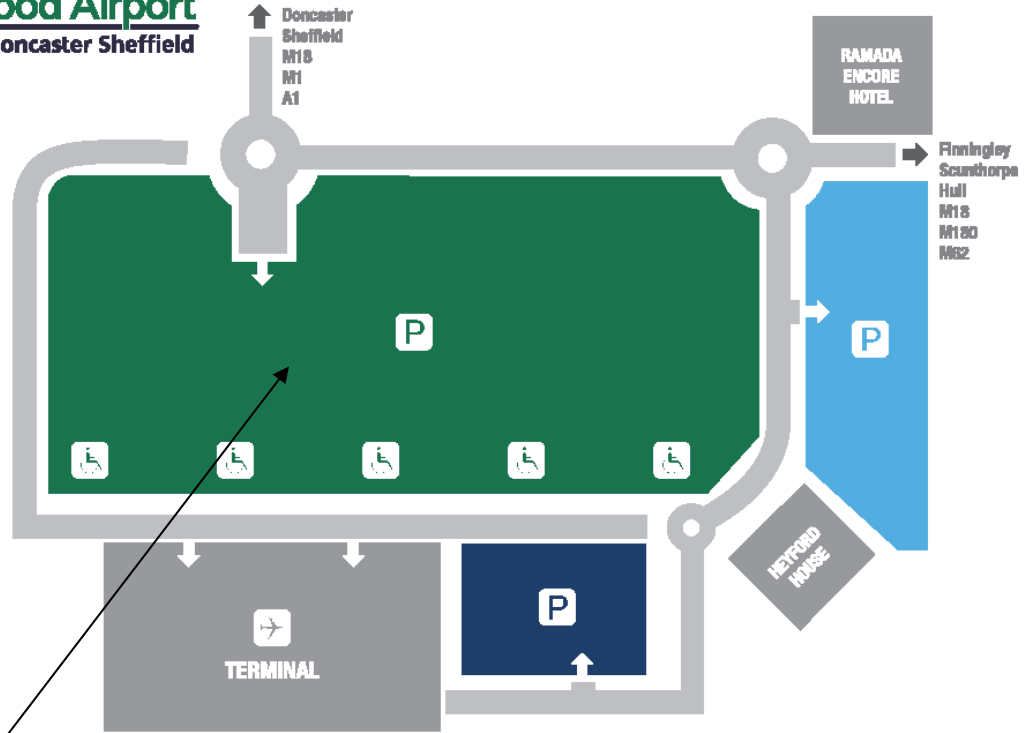 ood Airport
oncaster Sheffield
Doncaster
Sheffield
M18
M1
A1
RAMADA
ENCORE
HOTEL
Finningley
Scunthorpe
Hull
M18
M180
M62
P
P
HEYFORD
HOUSE
P
TERMINAL